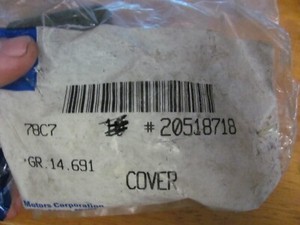 78C7 # 20518718
GR.14.691
COVER
Motors Corporation